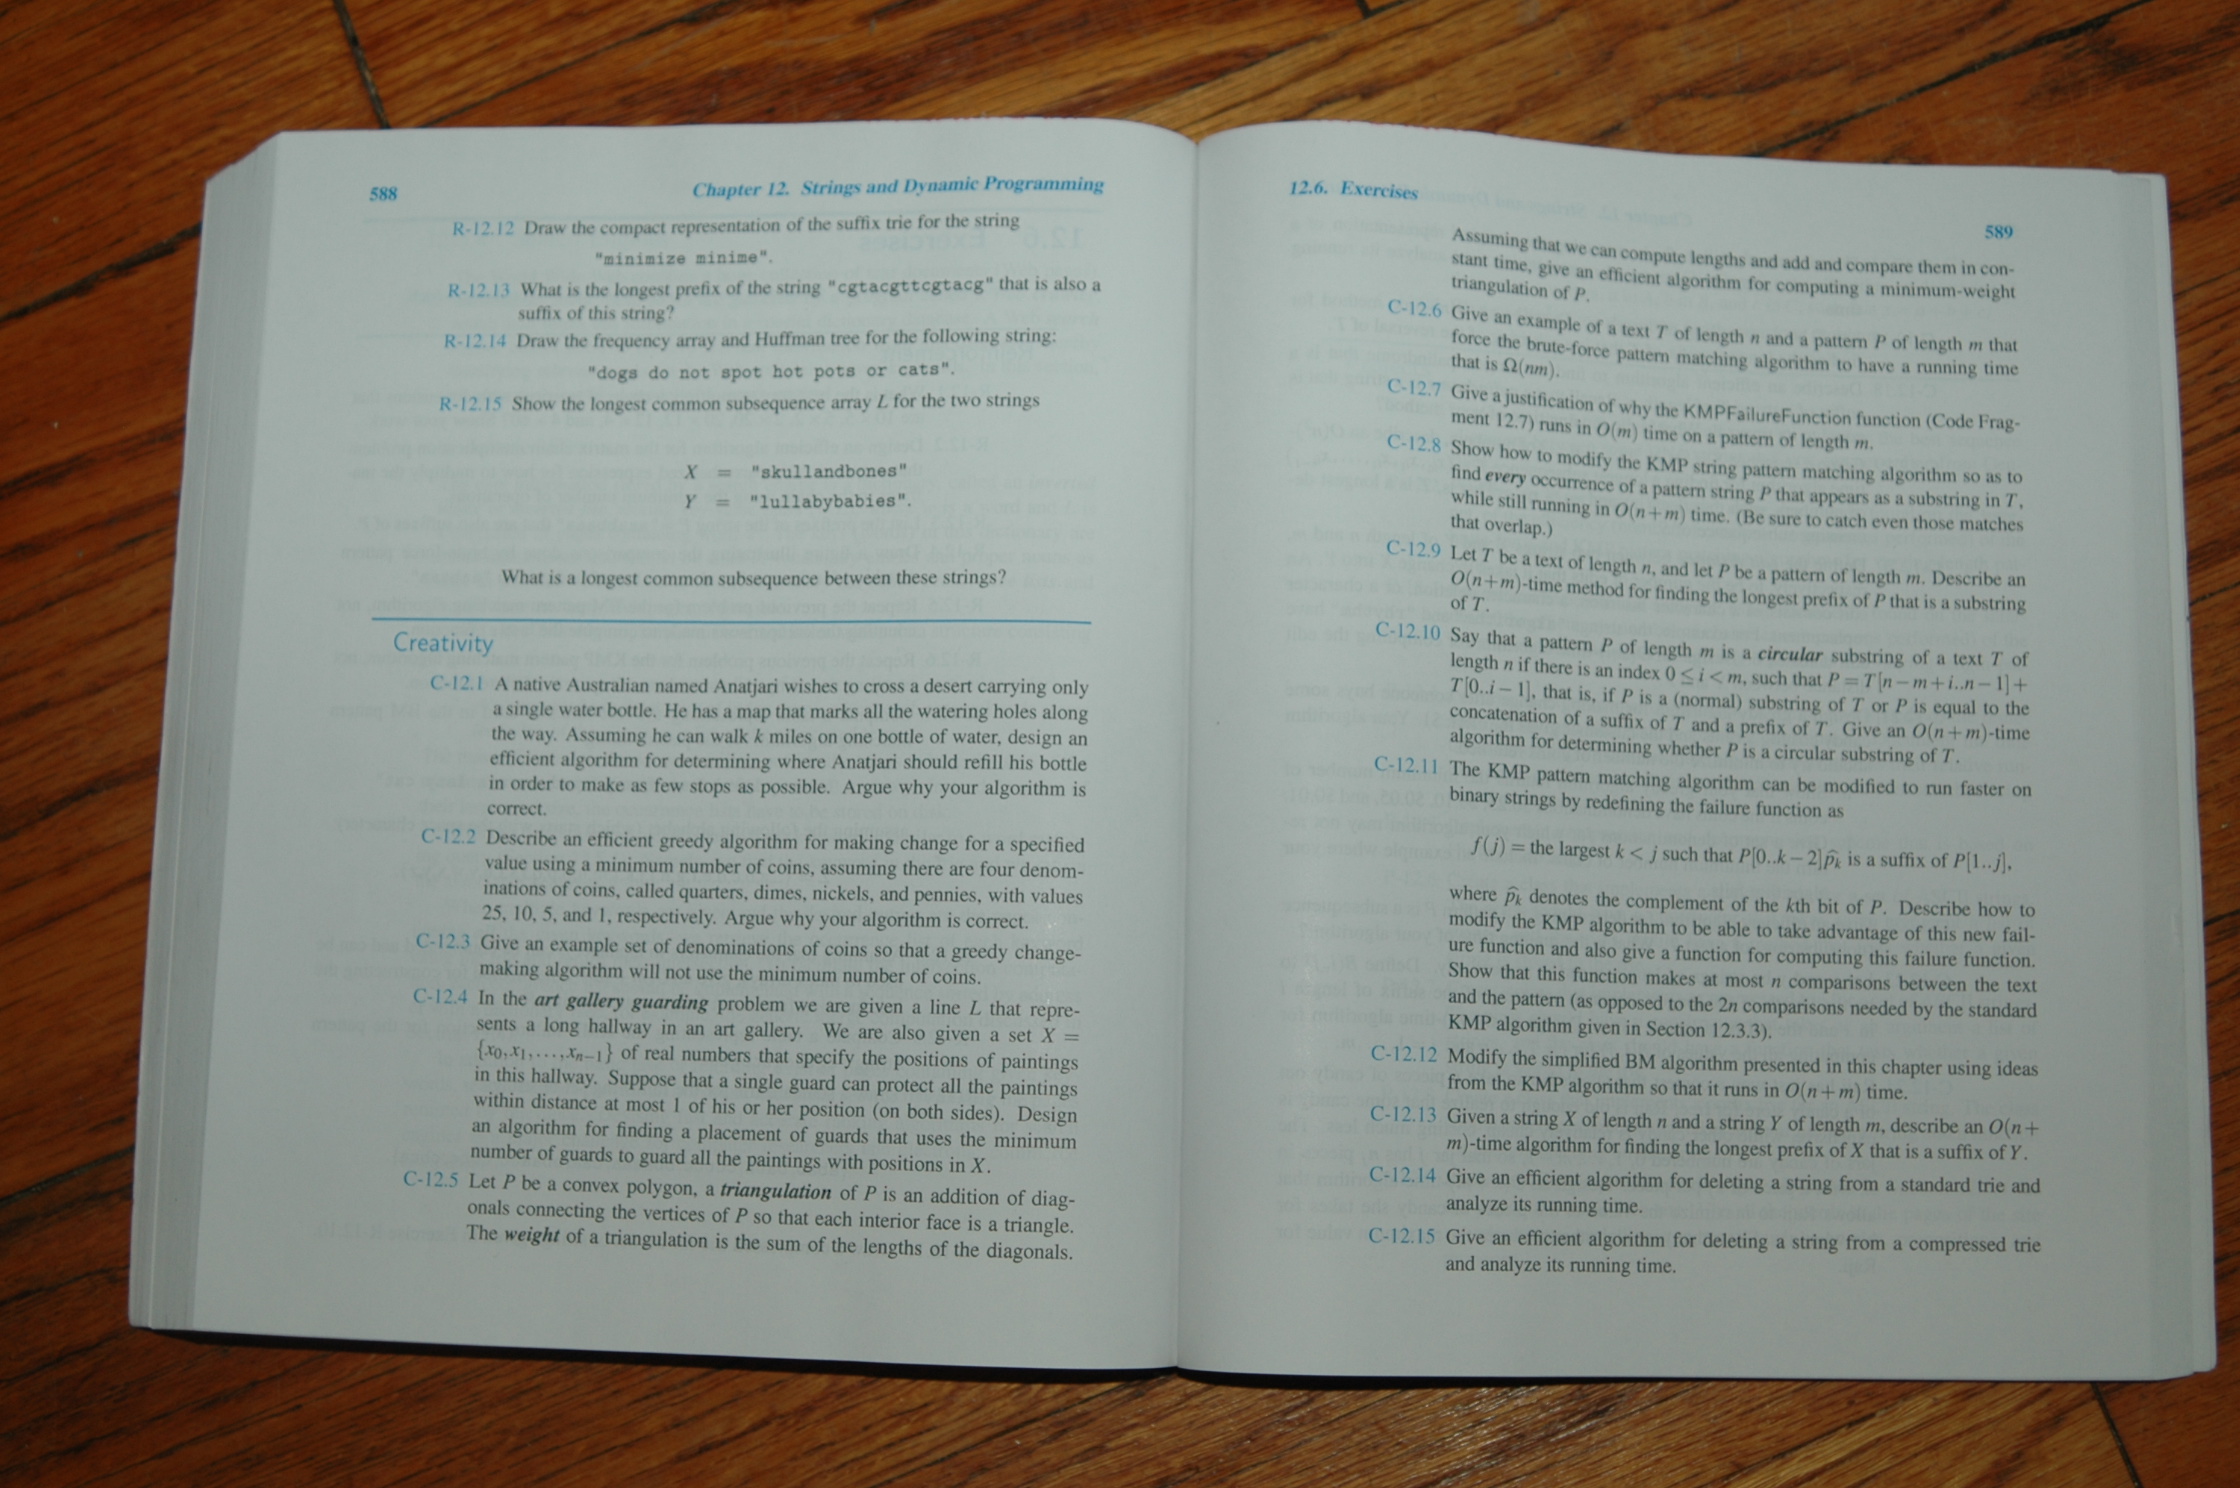 588
Chapter 12. Strings and Dynamic Programming
R-12.12 Draw the compact representation of the suffix trie for the string
"minimize minime".
R-12.13 What is the longest prefix of the string "cgtacgttcgtacg" that is also a
suffix of this string?
R-12.14 Draw the frequency array and Huffman tree for the following string:
"dogs do not spot hot pots or cats".
R-12.15 Show the longest common subsequence array L for the two strings
X = "skullandbones"
Y = "lullabybabies".
What is a longest common subsequence between these strings?
Creativity
C-12.1 A native Australian named Anatjari wishes to cross a desert carrying only
a single water bottle. He has a map that marks all the watering holes along
the way. Assuming he can walk k miles on one bottle of water, design an
efficient algorithm for determining where Anatjari should refill his bottle
in order to make as few stops as possible. Argue why your algorithm is
correct.
C-12.2 Describe an efficient greedy algorithm for making change for a specified
value using a minimum number of coins, assuming there are four denom-
inations of coins, called quarters, dimes, nickels, and pennies, with values
25, 10, 5, and 1, respectively. Argue why your algorithm is correct.
C-12.3 Give an example set of denominations of coins so that a greedy change-
making algorithm will not use the minimum number of coins.
C-12.4 In the art gallery guarding problem we are given a line L that repre-
sents a long hallway in an art gallery. We are also given a set X =
{x0,x1,...,xn−1} of real numbers that specify the positions of paintings
in this hallway. Suppose that a single guard can protect all the paintings
within distance at most 1 of his or her position (on both sides). Design
an algorithm for finding a placement of guards that uses the minimum
number of guards to guard all the paintings with positions in X.
C-12.5 Let P be a convex polygon, a triangulation of P is an addition of diag-
onals connecting the vertices of P so that each interior face is a triangle.
The weight of a triangulation is the sum of the lengths of the diagonals.
12.6. Exercises
589
Assuming that we can compute lengths and add and compare them in con-
stant time, give an efficient algorithm for computing a minimum-weight
triangulation of P.
C-12.6 Give an example of a text T of length n and a pattern P of length m that
force the brute-force pattern matching algorithm to have a running time
that is Ω(nm).
C-12.7 Give a justification of why the KMPFailureFunction function (Code Frag-
ment 12.7) runs in O(m) time on a pattern of length m.
C-12.8 Show how to modify the KMP string pattern matching algorithm so as to
find every occurrence of a pattern string P that appears as a substring in T,
while still running in O(n+m) time. (Be sure to catch even those matches
that overlap.)
C-12.9 Let T be a text of length n, and let P be a pattern of length m. Describe an
O(n+m)-time method for finding the longest prefix of P that is a substring
of T.
C-12.10 Say that a pattern P of length m is a circular substring of a text T of
length n if there is an index 0 ≤ i < m, such that P = T[n−m+i..n−1]+
T[0..i−1], that is, if P is a (normal) substring of T or P is equal to the
concatenation of a suffix of T and a prefix of T. Give an O(n+m)-time
algorithm for determining whether P is a circular substring of T.
C-12.11 The KMP pattern matching algorithm can be modified to run faster on
binary strings by redefining the failure function as
f(j) = the largest k < j such that P[0..k−2]p̂k is a suffix of P[1..j],
where p̂k denotes the complement of the kth bit of P. Describe how to
modify the KMP algorithm to be able to take advantage of this new fail-
ure function and also give a function for computing this failure function.
Show that this function makes at most n comparisons between the text
and the pattern (as opposed to the 2n comparisons needed by the standard
KMP algorithm given in Section 12.3.3).
C-12.12 Modify the simplified BM algorithm presented in this chapter using ideas
from the KMP algorithm so that it runs in O(n+m) time.
C-12.13 Given a string X of length n and a string Y of length m, describe an O(n+
m)-time algorithm for finding the longest prefix of X that is a suffix of Y.
C-12.14 Give an efficient algorithm for deleting a string from a standard trie and
analyze its running time.
C-12.15 Give an efficient algorithm for deleting a string from a compressed trie
and analyze its running time.